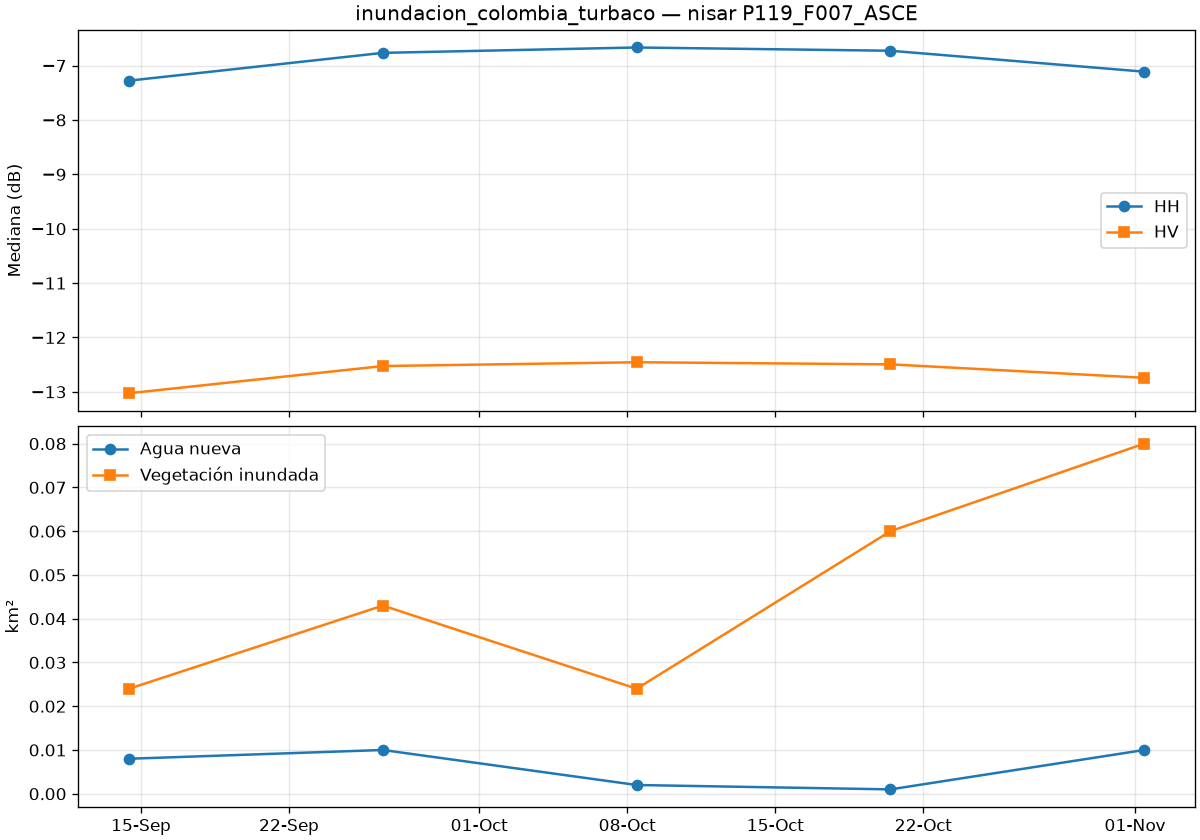 inundacion_colombia_turbaco — nisar P119_F007_ASCE
−7
−8
−9
−10
−11
−12
−13
Mediana (dB)
HH
HV
Agua nueva
Vegetación inundada
0.08
0.07
0.06
0.05
0.04
0.03
0.02
0.01
0.00
km²
15-Sep 22-Sep 01-Oct 08-Oct 15-Oct 22-Oct 01-Nov